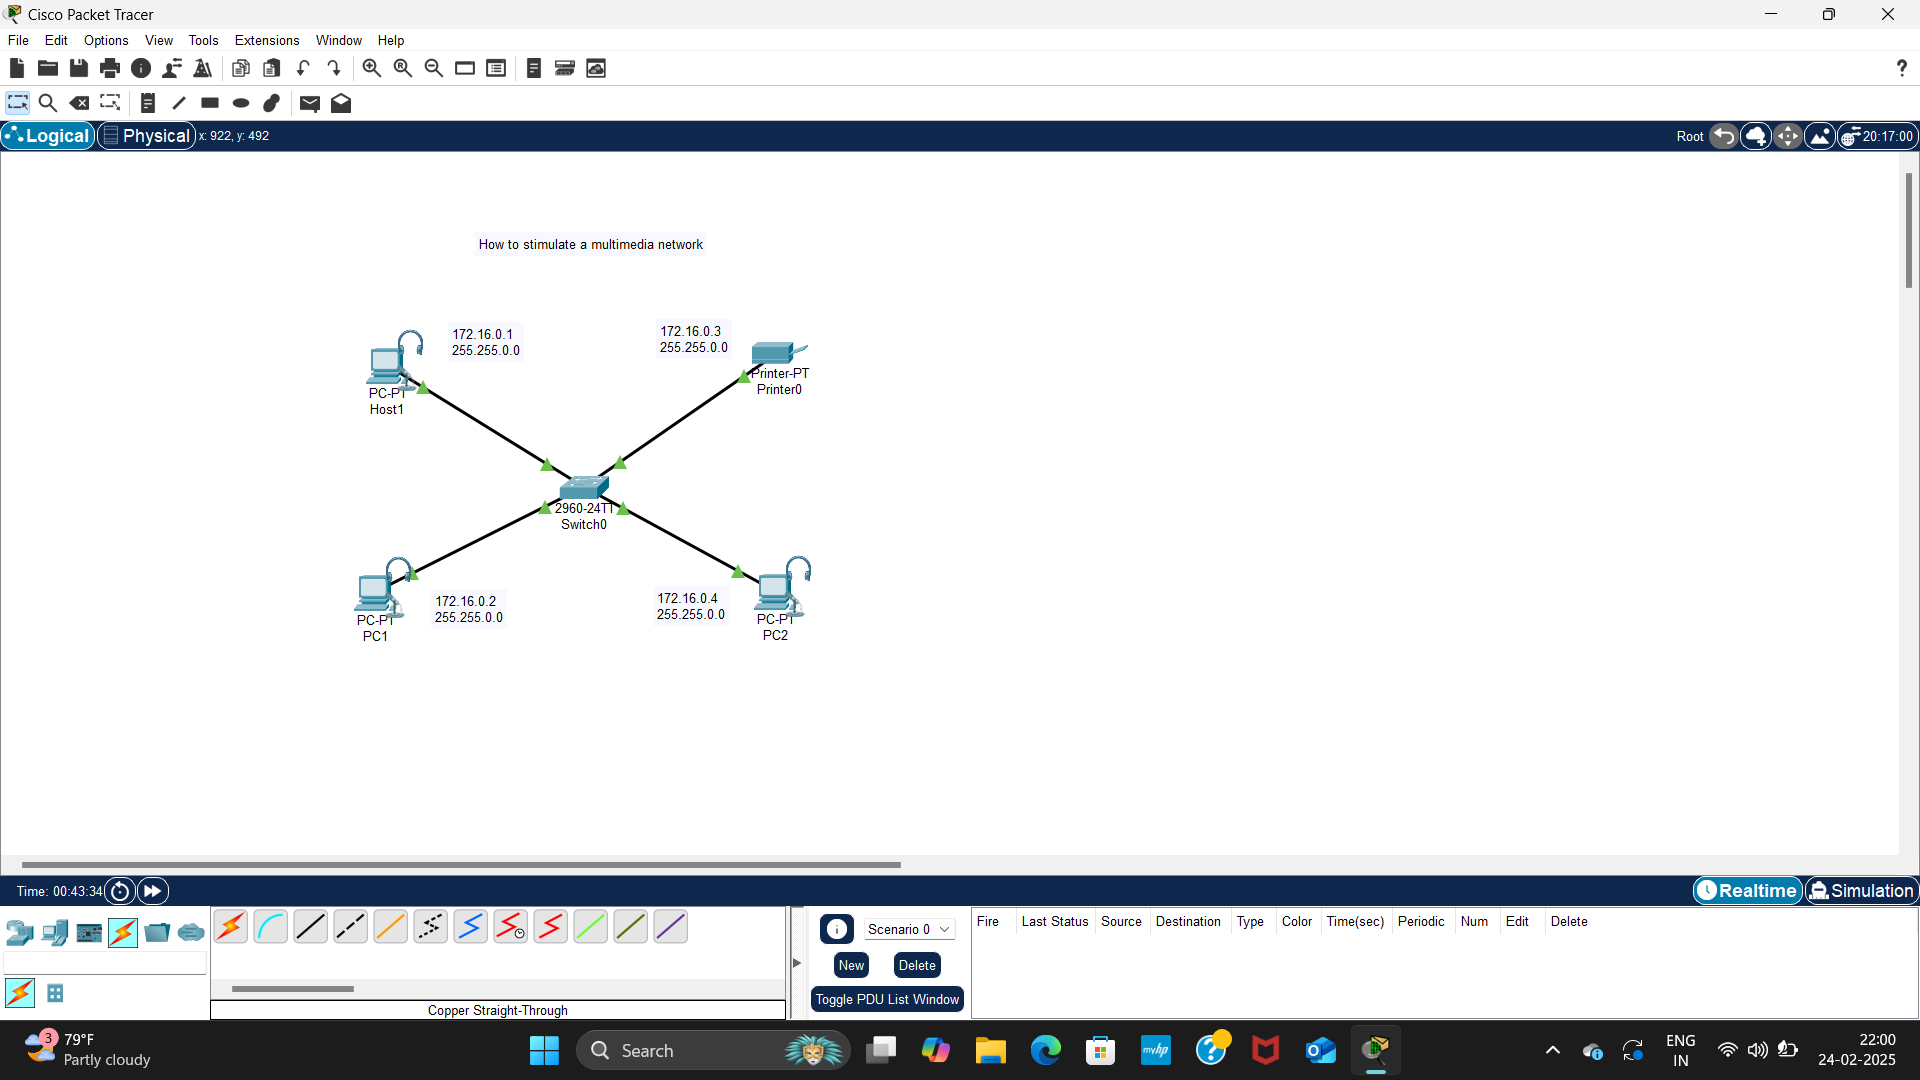 Cisco Packet Tracer
File Edit Options View Tools Extensions Window Help
?
Logical Physical x: 922, y: 492 Root 20:17:00
How to stimulate a multimedia network
172.16.0.1
255.255.0.0
172.16.0.3
255.255.0.0
PC-PT
Host1
Printer-PT
Printer0
2960-24TT
Switch0
172.16.0.2
255.255.0.0
172.16.0.4
255.255.0.0
PC-PT
PC1
PC-PT
PC2
Time: 00:43:34 Realtime Simulation
Scenario 0
New Delete
Toggle PDU List Window
Fire Last Status Source Destination Type Color Time(sec) Periodic Num Edit Delete
Copper Straight-Through
3
79°F
Partly cloudy
Search
myhp
ENG
IN
22:00
24-02-2025